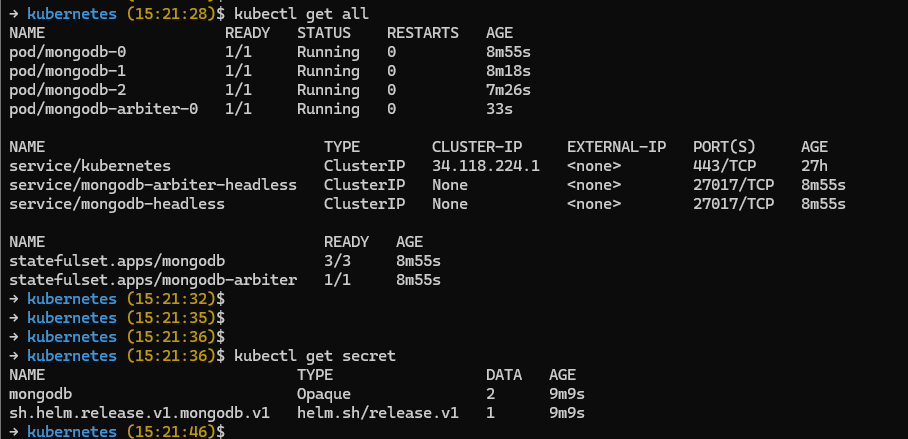 → kubernetes (15:21:28)$ kubectl get all
NAME                    READY   STATUS    RESTARTS   AGE
pod/mongodb-0           1/1     Running   0          8m55s
pod/mongodb-1           1/1     Running   0          8m18s
pod/mongodb-2           1/1     Running   0          7m26s
pod/mongodb-arbiter-0   1/1     Running   0          33s

NAME                               TYPE        CLUSTER-IP     EXTERNAL-IP   PORT(S)     AGE
service/kubernetes                 ClusterIP   34.118.224.1   <none>        443/TCP     27h
service/mongodb-arbiter-headless   ClusterIP   None           <none>        27017/TCP   8m55s
service/mongodb-headless           ClusterIP   None           <none>        27017/TCP   8m55s

NAME                               READY   AGE
statefulset.apps/mongodb           3/3     8m55s
statefulset.apps/mongodb-arbiter   1/1     8m55s
→ kubernetes (15:21:32)$
→ kubernetes (15:21:35)$
→ kubernetes (15:21:36)$
→ kubernetes (15:21:36)$ kubectl get secret
NAME                            TYPE                 DATA   AGE
mongodb                         Opaque               2      9m9s
sh.helm.release.v1.mongodb.v1   helm.sh/release.v1   1      9m9s
→ kubernetes (15:21:46)$